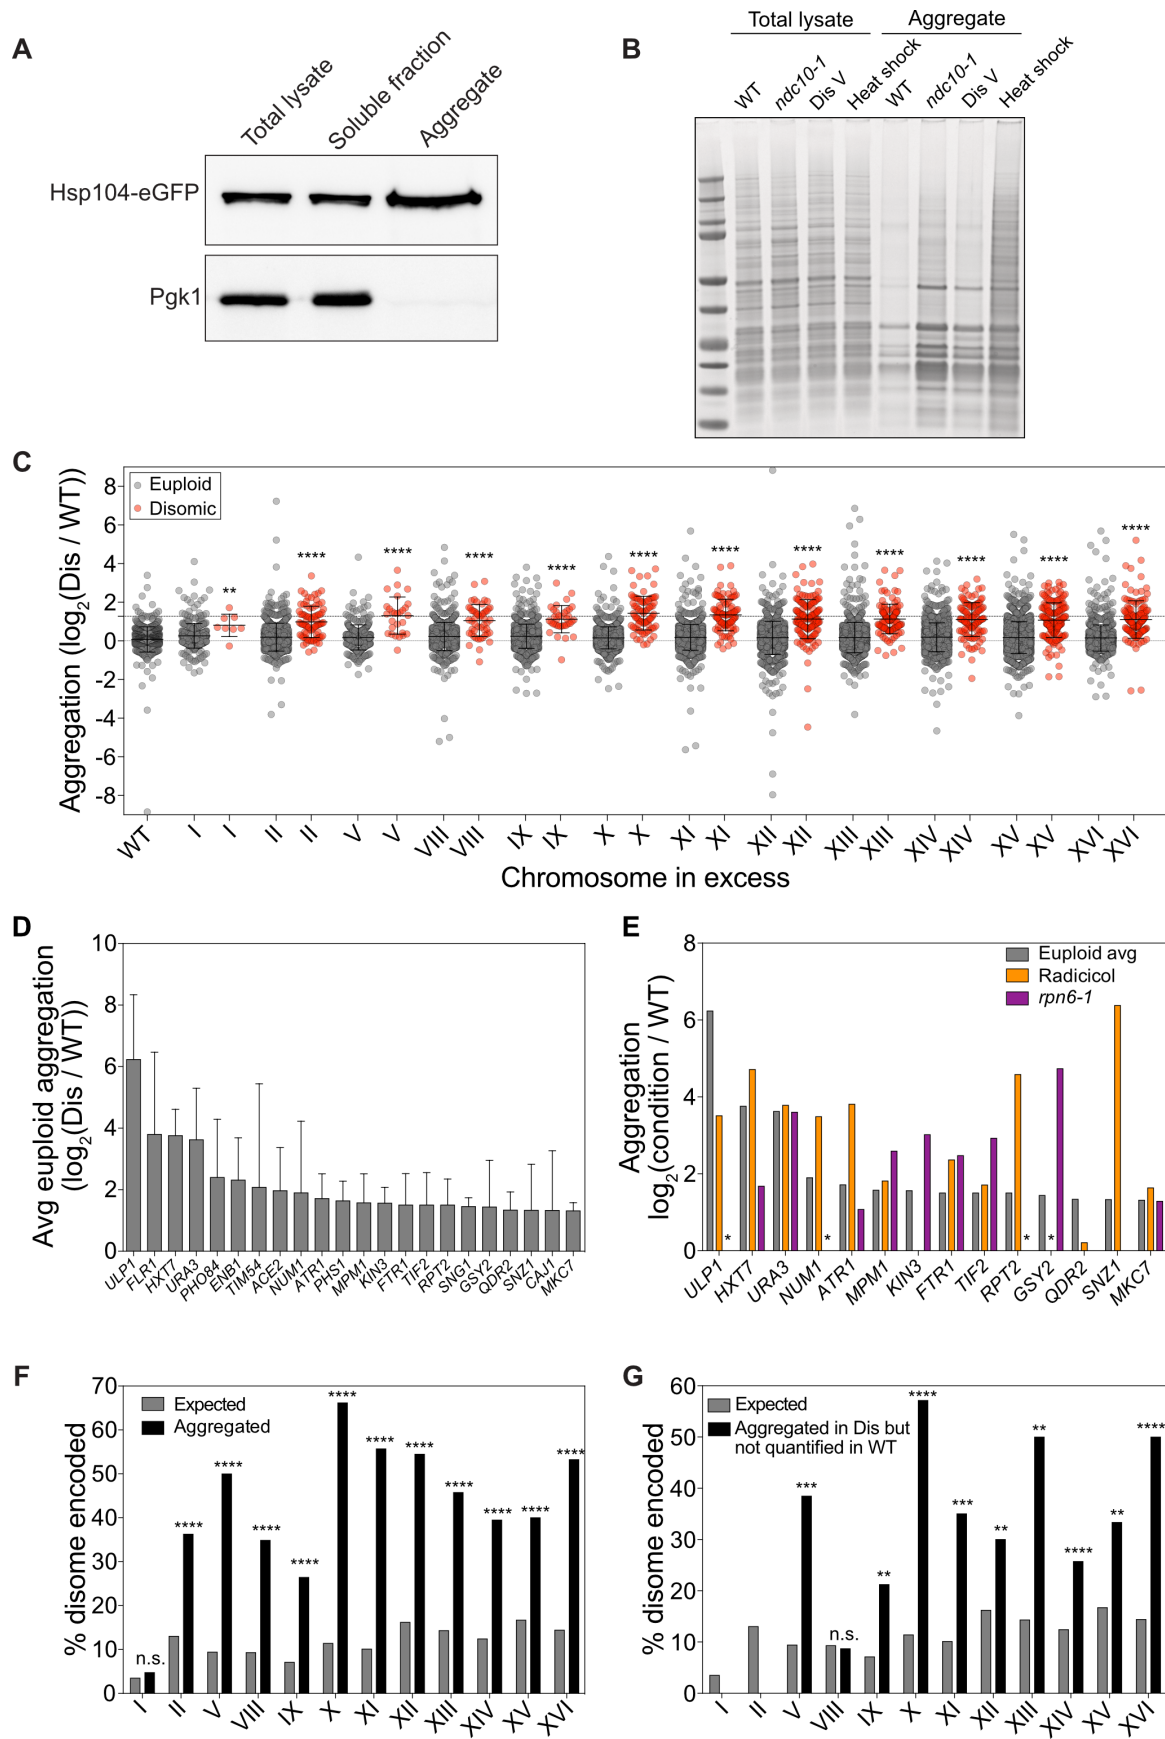 A
Total lysate
Soluble fraction
Aggregate
Hsp104-eGFP
Pgk1
B
Total lysate
Aggregate
WT
ndc10-1
Dis V
Heat shock
WT
ndc10-1
Dis V
Heat shock
C
Aggregation (log2(Dis / WT))
8
6
4
2
0
-2
-4
-6
-8
Euploid
Disomic
** **** **** **** **** **** **** **** **** **** **** ****
WT I I II II V V VIII VIII IX IX X X XI XI XII XII XIII XIII XIV XIV XV XV XVI XVI
Chromosome in excess
D
Avg euploid aggregation
(log2(Dis / WT))
10
8
6
4
2
0
ULP1 FLR1 HXT7 URA3 PHO84 ENB1 TIM54 ACE2 NUM1 ATR1 PHS1 MPM1 KIN3 FTR1 TIF2 RPT2 SNG1 GSY2 QDR2 SNZ1 CAJ1 MKC7
E
Aggregation
log2(condition / WT)
8
6
4
2
0
Euploid avg
Radicicol
rpn6-1
* * * *
ULP1 HXT7 URA3 NUM1 ATR1 MPM1 KIN3 FTR1 TIF2 RPT2 GSY2 QDR2 SNZ1 MKC7
F
% disome encoded
70
60
50
40
30
20
10
0
Expected
Aggregated
n.s. **** **** **** **** **** **** **** **** **** **** ****
I II V VIII IX X XI XII XIII XIV XV XVI
G
% disome encoded
60
50
40
30
20
10
0
Expected
Aggregated in Dis but
not quantified in WT
*** n.s. ** **** *** ** ** **** ** ****
I II V VIII IX X XI XII XIII XIV XV XVI